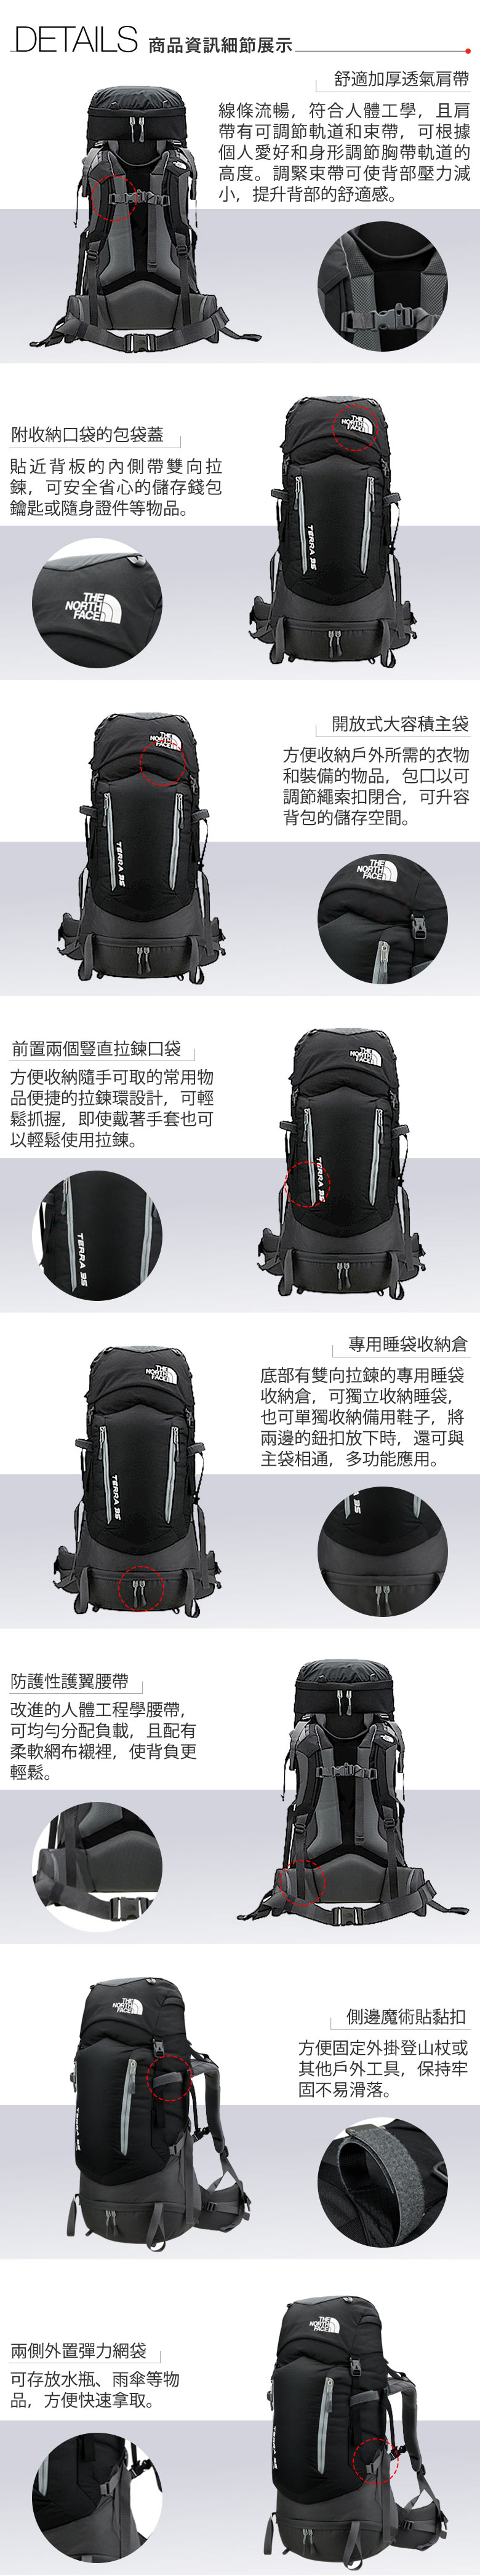 DETAILS 商品資訊細節展示
舒適加厚透氣肩帶
線條流暢，符合人體工學，且肩
帶有可調節軌道和束帶，可根據
個人愛好和身形調節胸帶軌道的
高度。調緊束帶可使背部壓力減
小，提升背部的舒適感。
附收納口袋的包袋蓋
貼近背板的內側帶雙向拉
鍊，可安全省心的儲存錢包
鑰匙或隨身證件等物品。
THE
NORTH
FACE
TERRA 95
THE
NORTH
FACE
開放式大容積主袋
方便收納戶外所需的衣物
和裝備的物品，包口以可
調節繩索扣閉合，可升容
背包的儲存空間。
THE
NORTH
FACE
TERRA 95
THE
NORTH
FACE
前置兩個豎直拉鍊口袋
方便收納隨手可取的常用物
品便捷的拉鍊環設計，可輕
鬆抓握，即使戴著手套也可
以輕鬆使用拉鍊。
THE
NORTH
FACE
TERRA 95
TERRA 95
專用睡袋收納倉
底部有雙向拉鍊的專用睡袋
收納倉，可獨立收納睡袋，
也可單獨收納備用鞋子，將
兩邊的鈕扣放下時，還可與
主袋相通，多功能應用。
THE
NORTH
FACE
TERRA 95
防護性護翼腰帶
改進的人體工程學腰帶，
可均勻分配負載，且配有
柔軟網布襯裡，使背負更
輕鬆。
側邊魔術貼黏扣
方便固定外掛登山杖或
其他戶外工具，保持牢
固不易滑落。
THE
NORTH
FACE
TERRA 95
兩側外置彈力網袋
可存放水瓶、雨傘等物
品，方便快速拿取。
THE
NORTH
FACE
TERRA 95